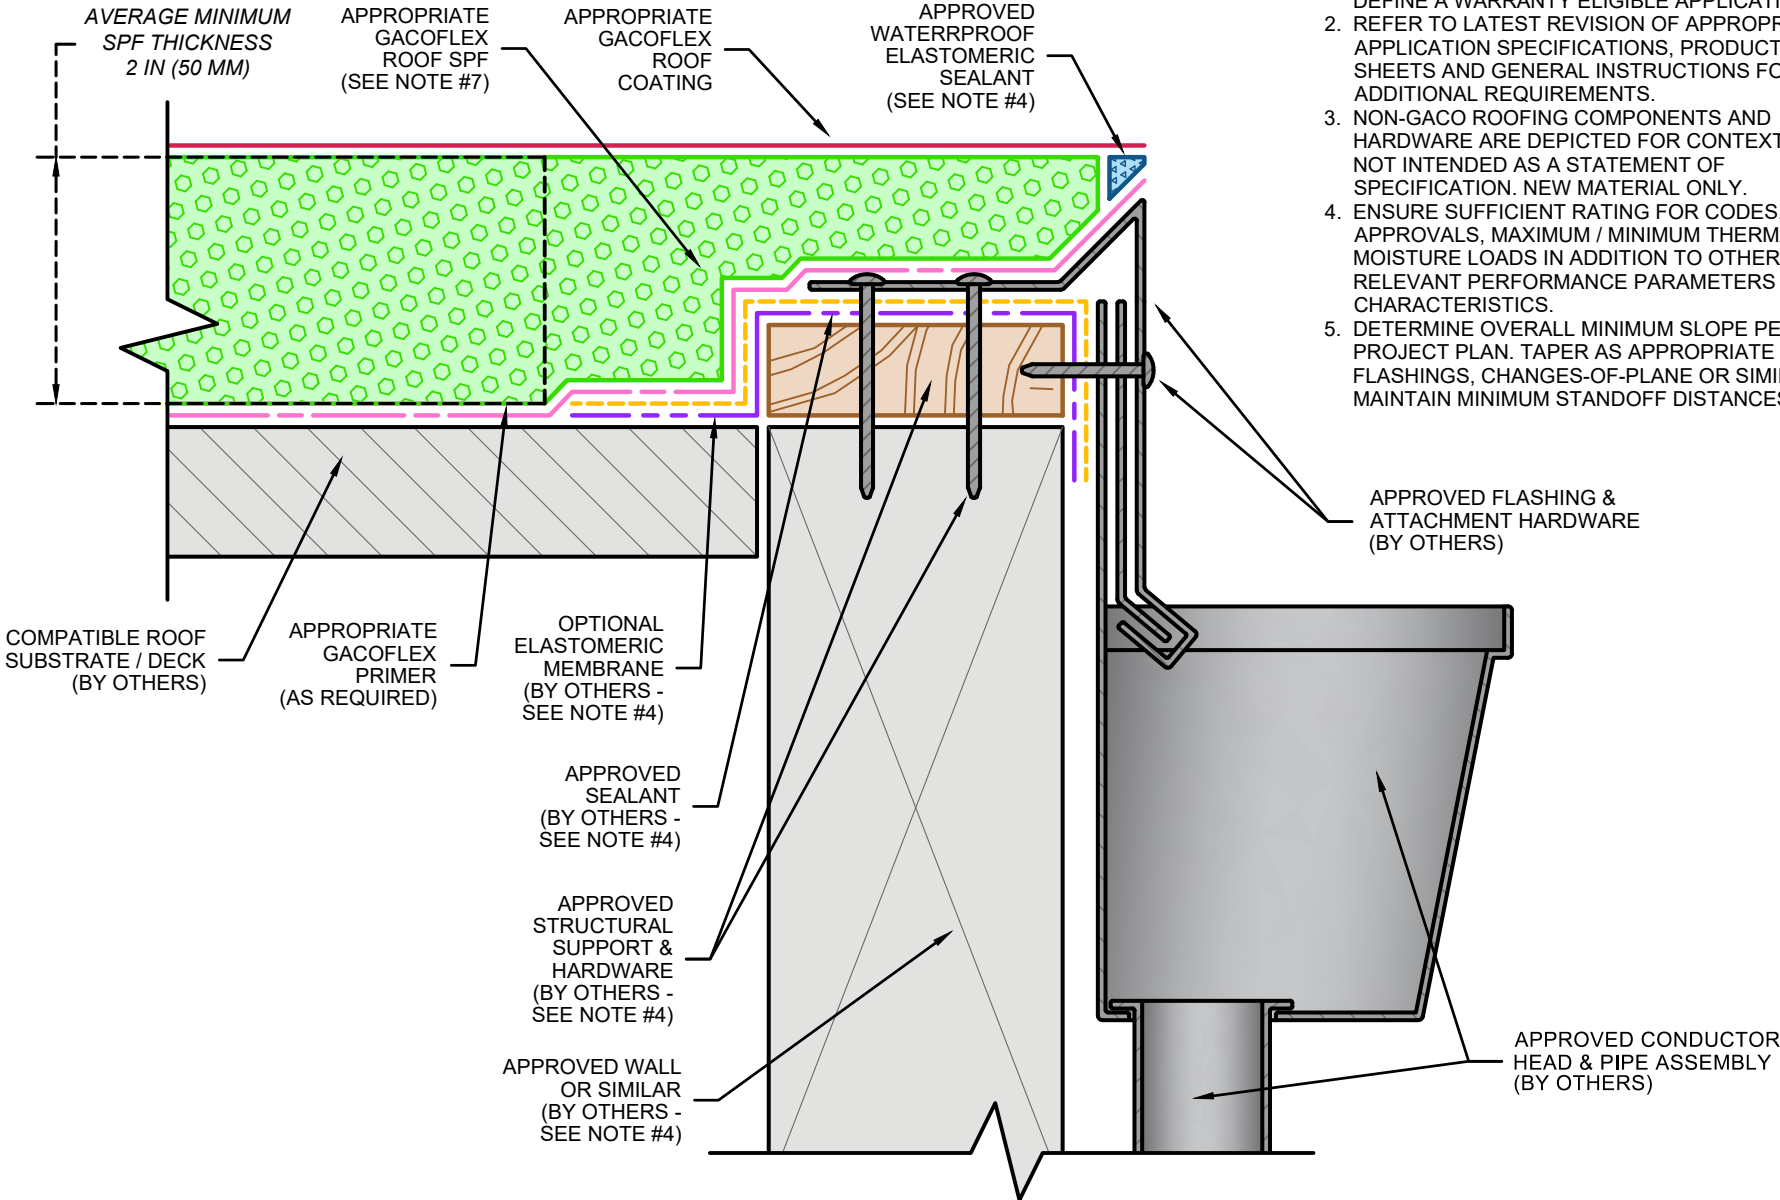 AVERAGE MINIMUM
SPF THICKNESS
2 IN (50 MM)
APPROPRIATE
GACOFLEX
ROOF SPF
(SEE NOTE #7)
APPROPRIATE
GACOFLEX
ROOF
COATING
APPROVED
WATERRPROOF
ELASTOMERIC
SEALANT
(SEE NOTE #4)
DEFINE A WARRANTY ELIGIBLE
2. REFER TO LATEST REVISION OF
APPLICATION SPECIFICATIONS, PRODUCT
SHEETS AND GENERAL INSTRUCTIONS
ADDITIONAL REQUIREMENTS.
3. NON-GACO ROOFING COMPONENTS AND
HARDWARE ARE DEPICTED FOR CONTEXT
NOT INTENDED AS A STATEMENT OF
SPECIFICATION. NEW MATERIAL ONLY.
4. ENSURE SUFFICIENT RATING FOR CODES,
APPROVALS, MAXIMUM / MINIMUM
MOISTURE LOADS IN ADDITION TO OTHER
RELEVANT PERFORMANCE PARAMETERS
CHARACTERISTICS.
5. DETERMINE OVERALL MINIMUM SLOPE
PROJECT PLAN. TAPER AS APPROPRIATE
FLASHINGS, CHANGES-OF-PLANE OR
MAINTAIN MINIMUM STANDOFF DISTANCES
APPROVED FLASHING &
ATTACHMENT HARDWARE
(BY OTHERS)
COMPATIBLE ROOF
SUBSTRATE / DECK
(BY OTHERS)
APPROPRIATE
GACOFLEX
PRIMER
(AS REQUIRED)
OPTIONAL
ELASTOMERIC
MEMBRANE
(BY OTHERS -
SEE NOTE #4)
APPROVED
SEALANT
(BY OTHERS -
SEE NOTE #4)
APPROVED
STRUCTURAL
SUPPORT &
HARDWARE
(BY OTHERS -
SEE NOTE #4)
APPROVED WALL
OR SIMILAR
(BY OTHERS -
SEE NOTE #4)
APPROVED CONDUCTOR
HEAD & PIPE ASSEMBLY
(BY OTHERS)